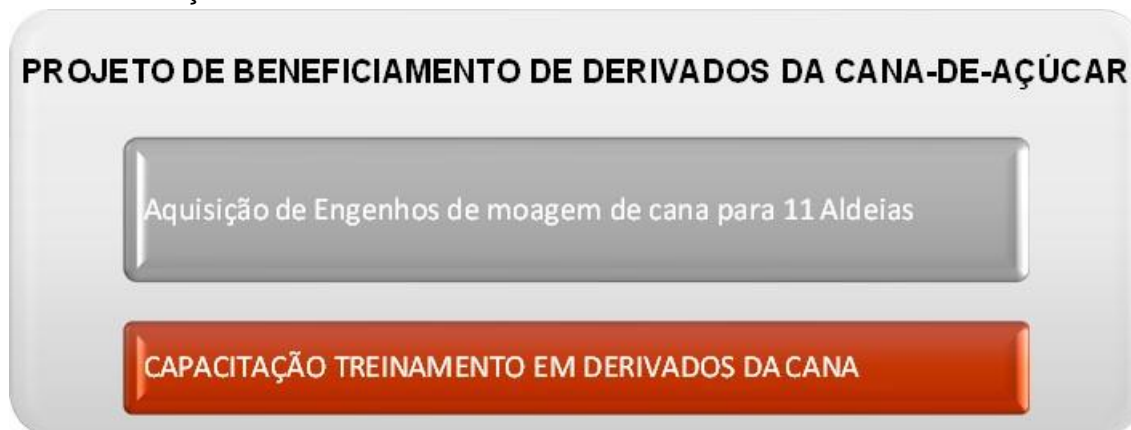 PROJETO DE BENEFICIAMENTO DE DERIVADOS DA CANA-DE-AÇÚCAR
Aquisição de Engenhos de moagem de cana para 11 Aldeias
CAPACITAÇÃO TREINAMENTO EM DERIVADOS DA CANA